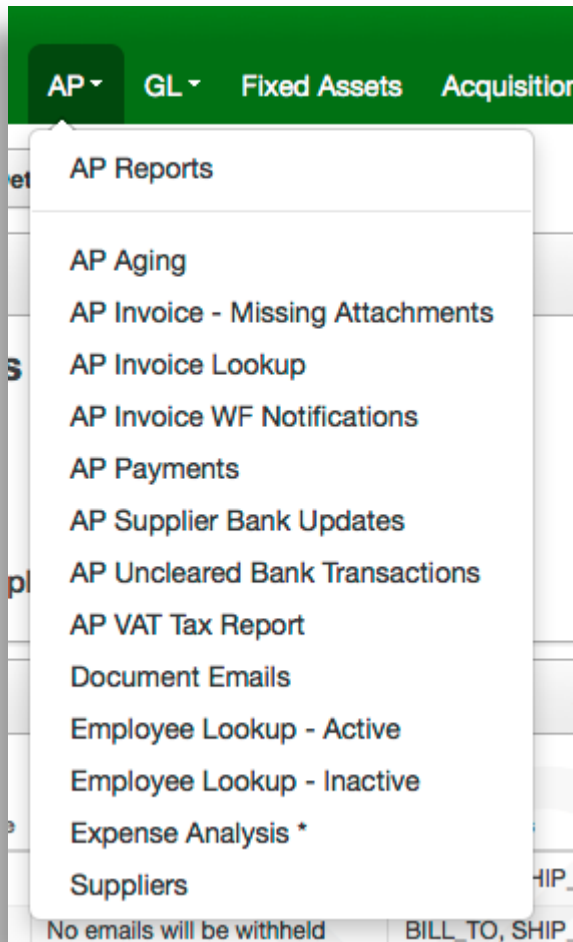 AP GL Fixed Assets Acquisition
AP Reports
AP Aging
AP Invoice - Missing Attachments
AP Invoice Lookup
AP Invoice WF Notifications
AP Payments
AP Supplier Bank Updates
AP Uncleared Bank Transactions
AP VAT Tax Report
Document Emails
Employee Lookup - Active
Employee Lookup - Inactive
Expense Analysis *
Suppliers
No emails will be withheld BILL_TO, SHIP_